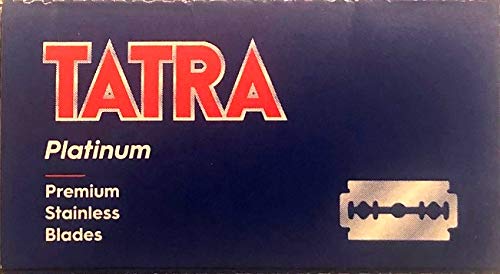 TATRA
Platinum
Premium
Stainless
Blades